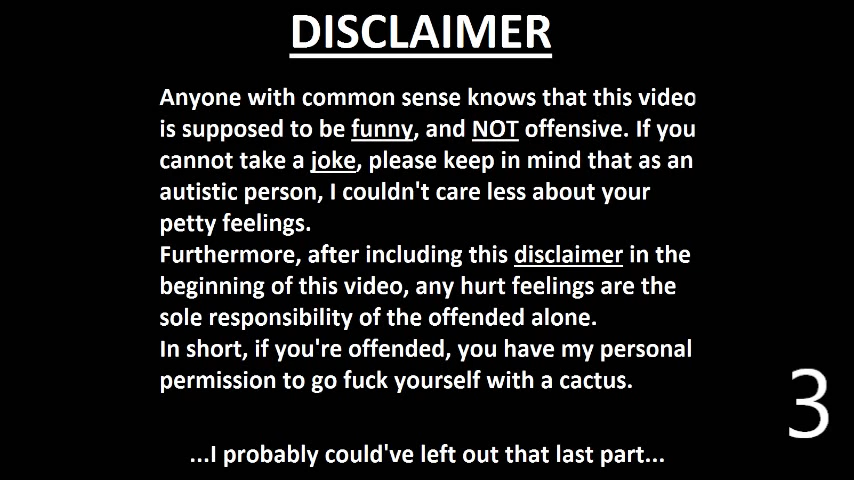 DISCLAIMER
Anyone with common sense knows that this video
is supposed to be funny, and NOT offensive. If you
cannot take a joke, please keep in mind that as an
autistic person, I couldn't care less about your
petty feelings.
Furthermore, after including this disclaimer in the
beginning of this video, any hurt feelings are the
sole responsibility of the offended alone.
In short, if you're offended, you have my personal
permission to go fuck yourself with a cactus.
3
...I probably could've left out that last part...